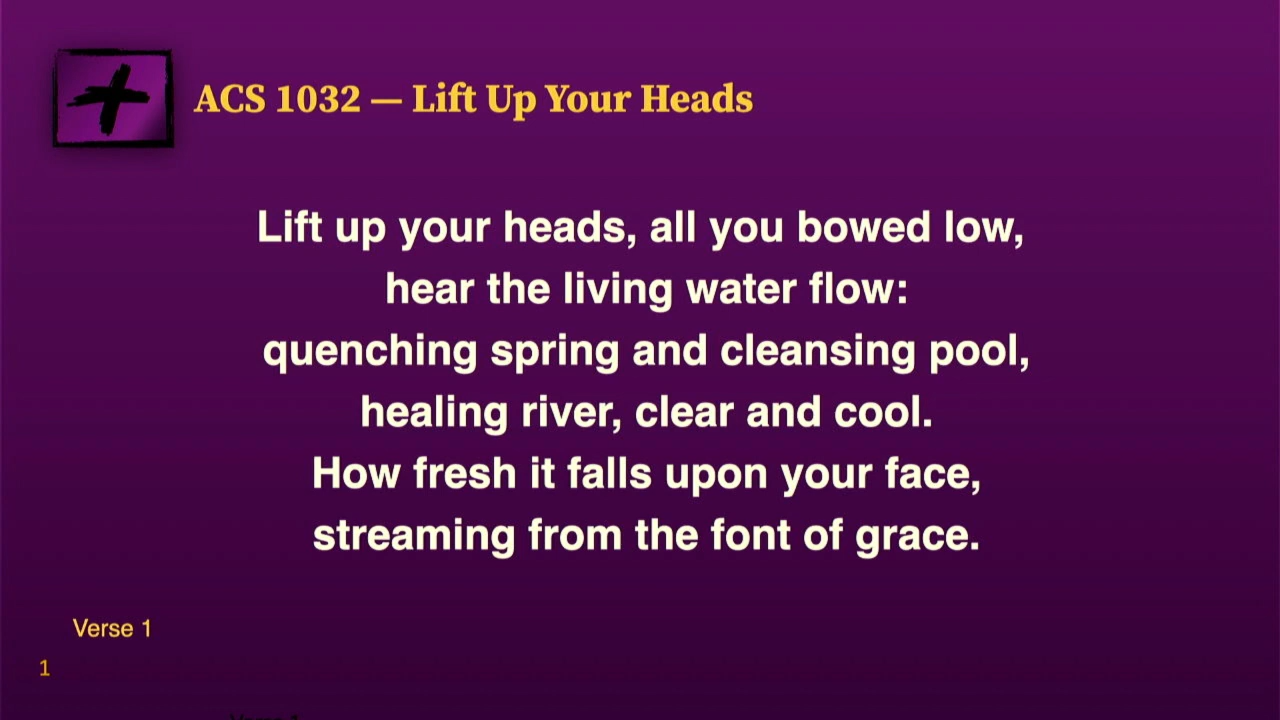 ACS 1032 — Lift Up Your Heads
Lift up your heads, all you bowed low,
hear the living water flow:
quenching spring and cleansing pool,
healing river, clear and cool.
How fresh it falls upon your face,
streaming from the font of grace.
Verse 1
1